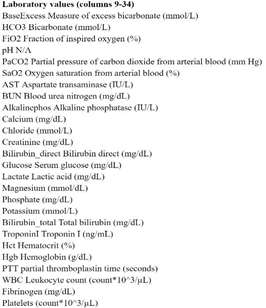 Laboratory values (columns 9-34)
BaseExcess Measure of excess bicarbonate (mmol/L)
HCO3 Bicarbonate (mmol/L)
FiO2 Fraction of inspired oxygen (%)
pH N/A
PaCO2 Partial pressure of carbon dioxide from arterial blood (mm Hg)
SaO2 Oxygen saturation from arterial blood (%)
AST Aspartate transaminase (IU/L)
BUN Blood urea nitrogen (mg/dL)
Alkalinephos Alkaline phosphatase (IU/L)
Calcium (mg/dL)
Chloride (mmol/L)
Creatinine (mg/dL)
Bilirubin_direct Bilirubin direct (mg/dL)
Glucose Serum glucose (mg/dL)
Lactate Lactic acid (mg/dL)
Magnesium (mmol/dL)
Phosphate (mg/dL)
Potassium (mmol/L)
Bilirubin_total Total bilirubin (mg/dL)
TroponinI Troponin I (ng/mL)
Hct Hematocrit (%)
Hgb Hemoglobin (g/dL)
PTT partial thromboplastin time (seconds)
WBC Leukocyte count (count*10^3/µL)
Fibrinogen (mg/dL)
Platelets (count*10^3/µL)